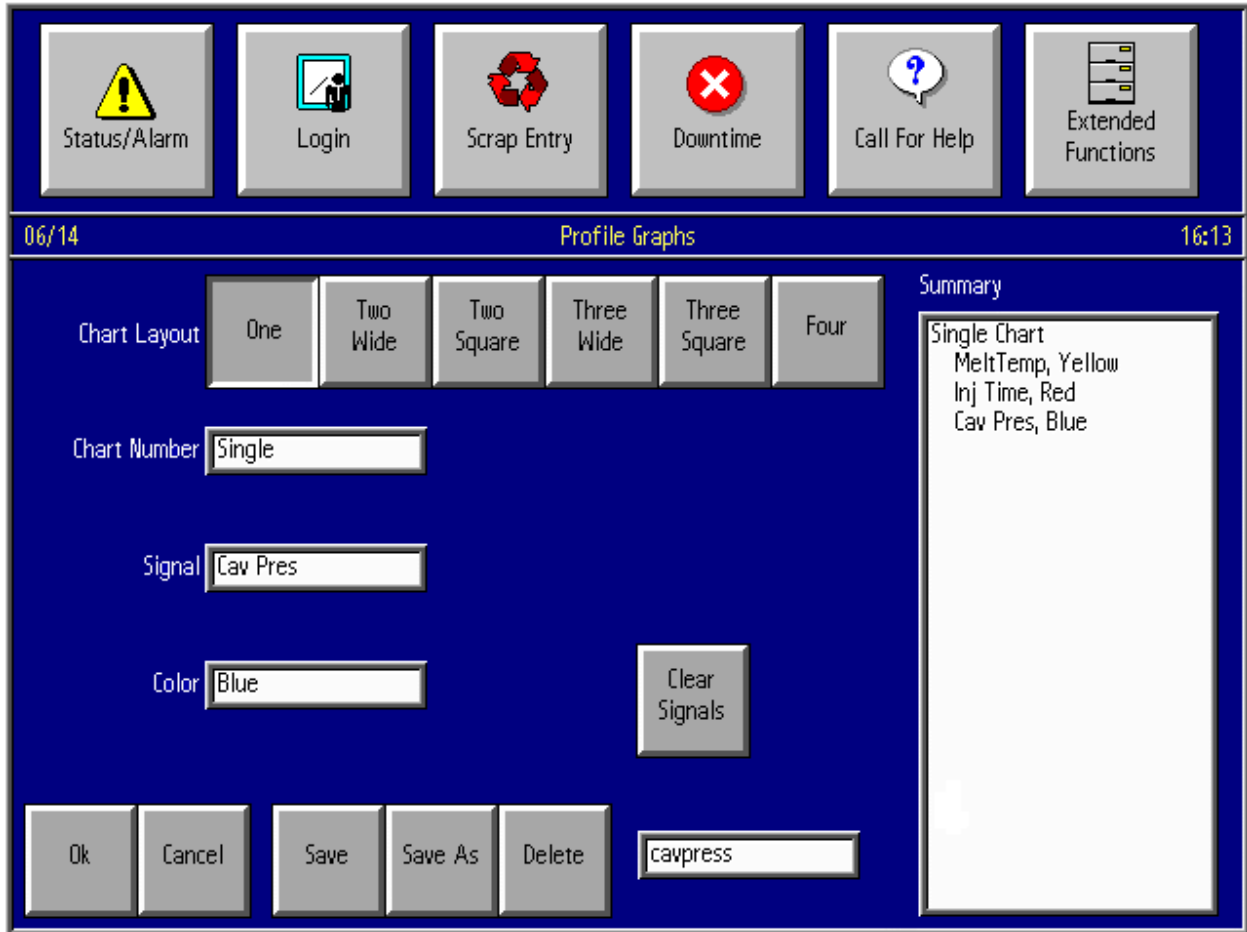 Status/Alarm
Login
Scrap Entry
Downtime
Call For Help
Extended
Functions
06/14
Profile Graphs
16:13
Chart Layout
One
Two
Wide
Two
Square
Three
Wide
Three
Square
Four
Summary
Single Chart
MeltTemp, Yellow
Inj Time, Red
Cav Pres, Blue
Chart Number
Single
Signal
Cav Pres
Color
Blue
Clear
Signals
Ok
Cancel
Save
Save As
Delete
cavpress